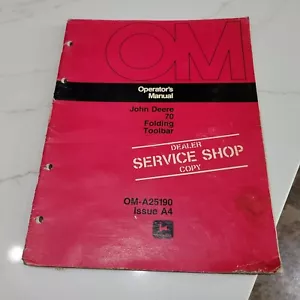 OM
Operator's
Manual
John Deere
70
Folding
Toolbar
DEALER
SERVICE SHOP
COPY
OM-A25190
Issue A4